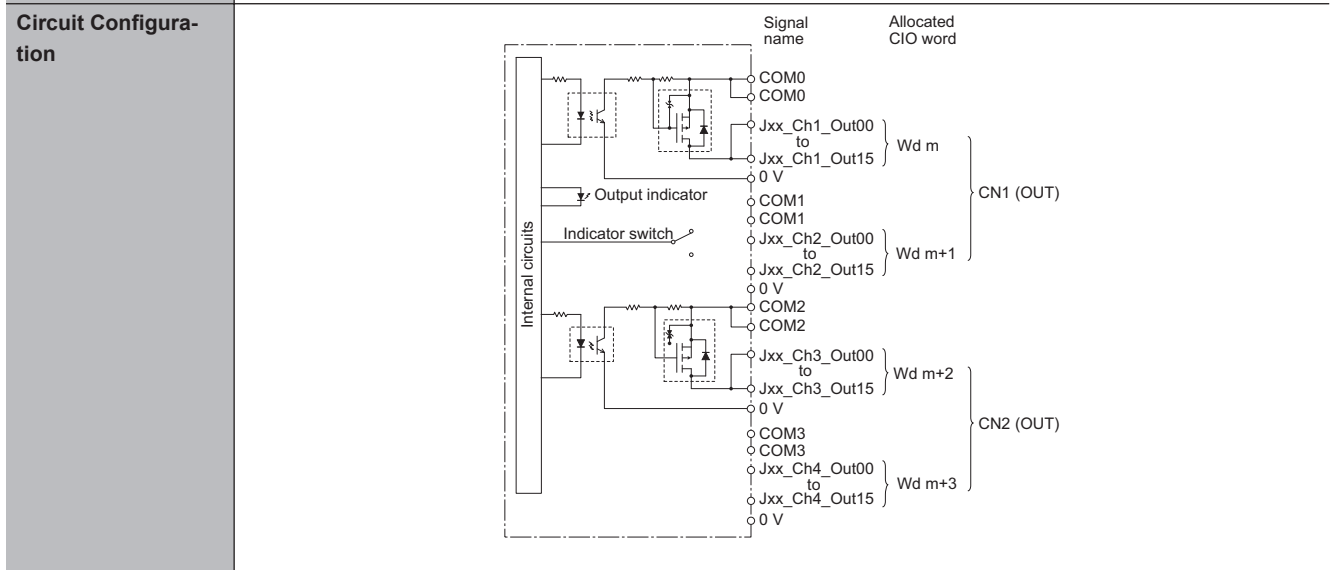 Circuit Configura-
tion
Signal
name
Allocated
CIO word
COM0
COM0
Jxx_Ch1_Out00
to
Jxx_Ch1_Out15
Wd m
0 V
Output indicator
COM1
COM1
CN1 (OUT)
Indicator switch
Jxx_Ch2_Out00
to
Jxx_Ch2_Out15
Wd m+1
0 V
Internal circuits
COM2
COM2
Jxx_Ch3_Out00
to
Jxx_Ch3_Out15
Wd m+2
0 V
COM3
COM3
CN2 (OUT)
Jxx_Ch4_Out00
to
Jxx_Ch4_Out15
Wd m+3
0 V